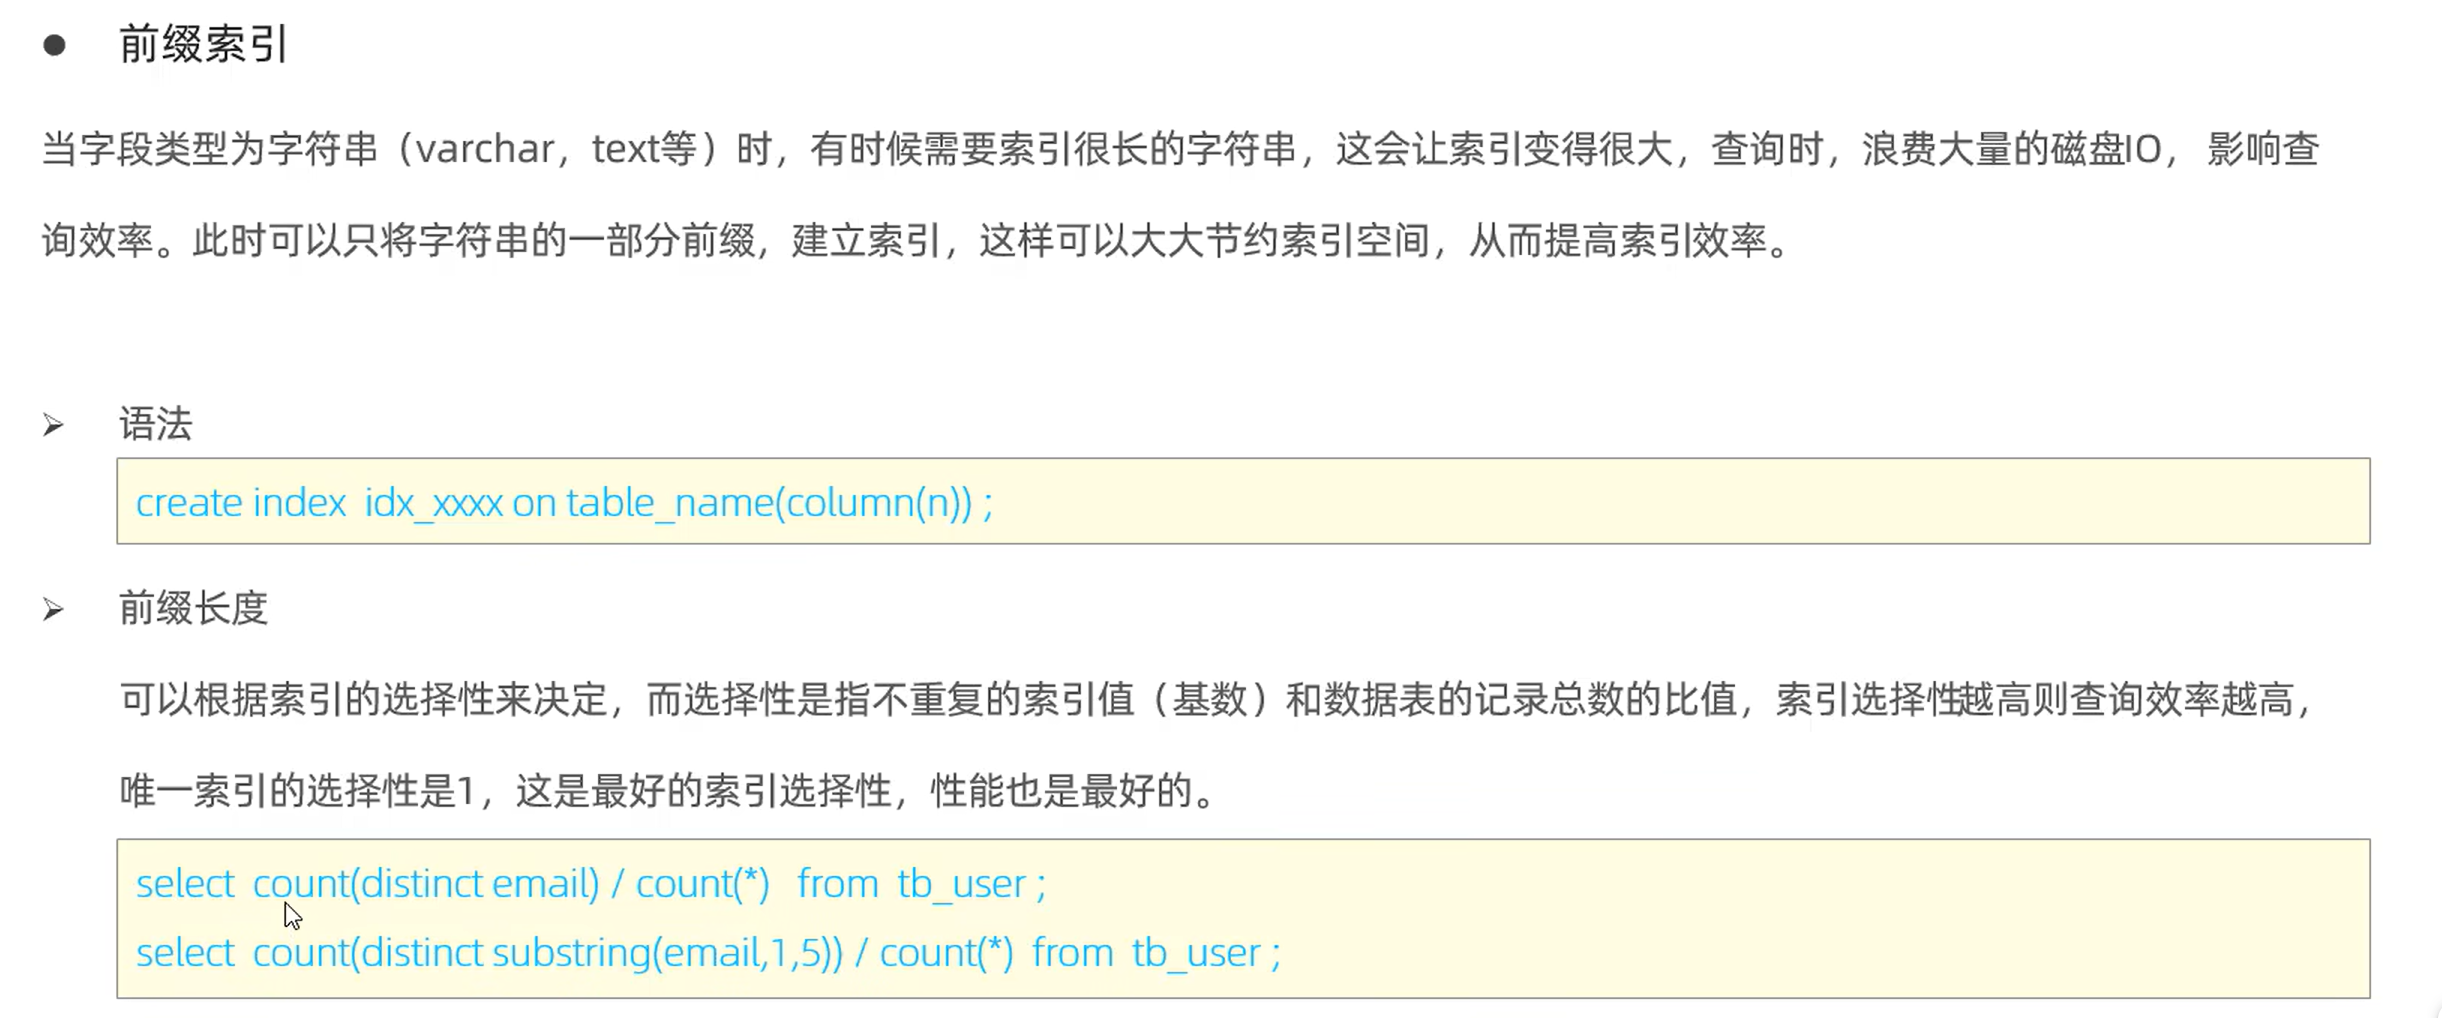 ● 前缀索引
当字段类型为字符串（varchar，text等）时，有时候需要索引很长的字符串，这会让索引变得很大，查询时，浪费大量的磁盘IO， 影响查
询效率。此时可以只将字符串的一部分前缀，建立索引，这样可以大大节约索引空间，从而提高索引效率。
➢ 语法
create index  idx_xxxx on table_name(column(n)) ;
➢ 前缀长度
可以根据索引的选择性来决定，而选择性是指不重复的索引值（基数）和数据表的记录总数的比值，索引选择性越高则查询效率越高，
唯一索引的选择性是1，这是最好的索引选择性，性能也是最好的。
select  count(distinct email) / count(*)   from  tb_user ;
select  count(distinct substring(email,1,5)) / count(*)  from  tb_user ;